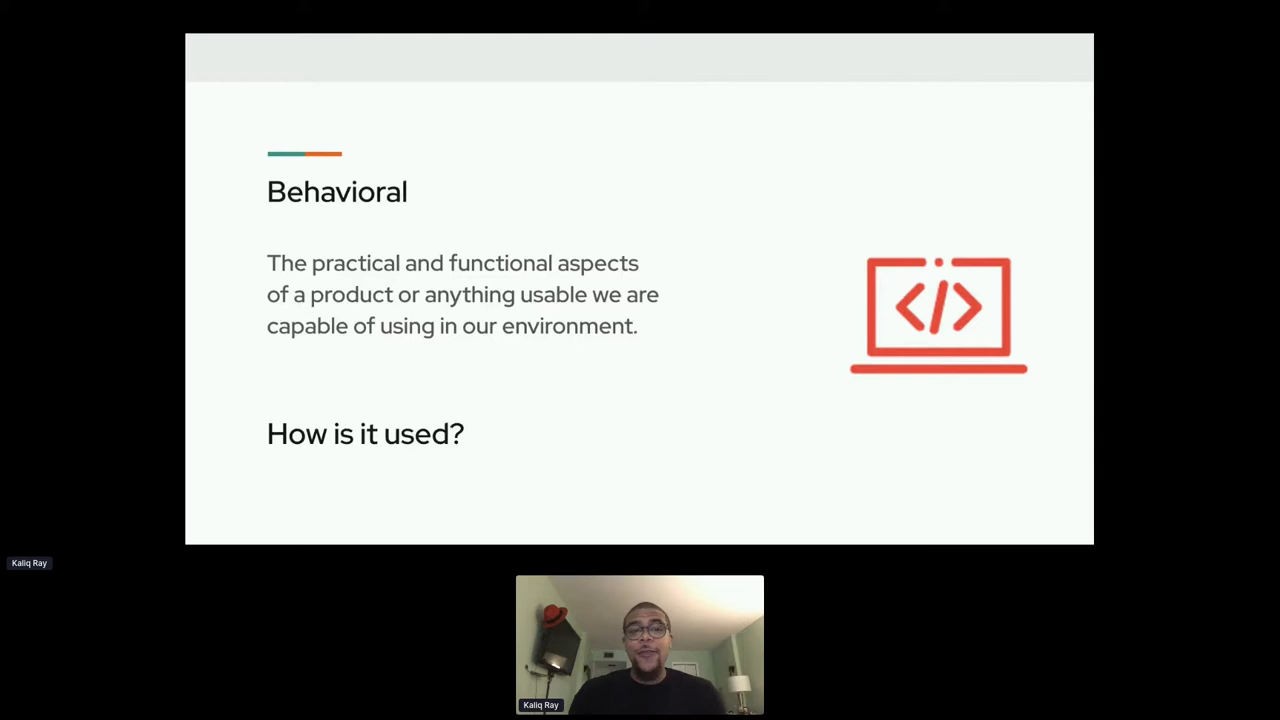 Behavioral
The practical and functional aspects
of a product or anything usable we are
capable of using in our environment.
How is it used?
Kaliq Ray
Kaliq Ray